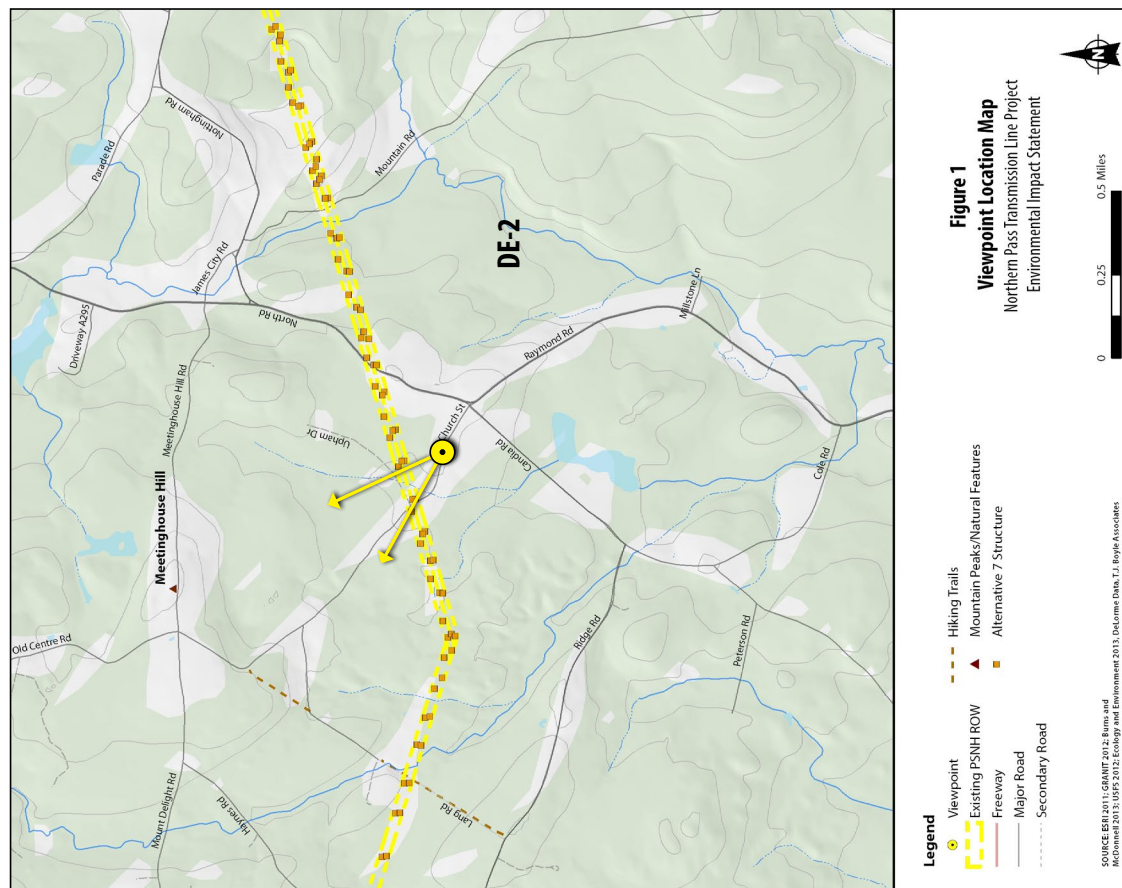 Parade Rd
Nottingham Rd
Mountain Rd
James City Rd
Driveway A295
North Rd
Meetinghouse Hill Rd
DE-2
Millstone Ln
Raymond Rd
Church St
Upham Dr
Candia Rd
Meetinghouse Hill
Cole Rd
Old Centre Rd
Ridge Rd
Peterson Rd
Mount Delight Rd
Haynes Rd
Lang Rd
Figure 1
Viewpoint Location Map
Northern Pass Transmission Line Project
Environmental Impact Statement
N
0 0.25 0.5 Miles
Legend
Viewpoint
Existing PSNH ROW
Freeway
Major Road
Secondary Road
Hiking Trails
Mountain Peaks/Natural Features
Alternative 7 Structure
SOURCE: ESRI 2011; GRANIT 2012; Burns and
McDonnell 2013; USFS 2012; Ecology and Environment 2013, DeLorme Data, T.J. Boyle Associates